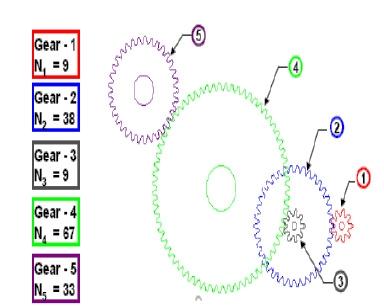 Gear - 1
N1 = 9
Gear - 2
N2 = 38
Gear - 3
N3 = 9
Gear - 4
N4 = 67
Gear - 5
N5 = 33
5
4
2
1
3